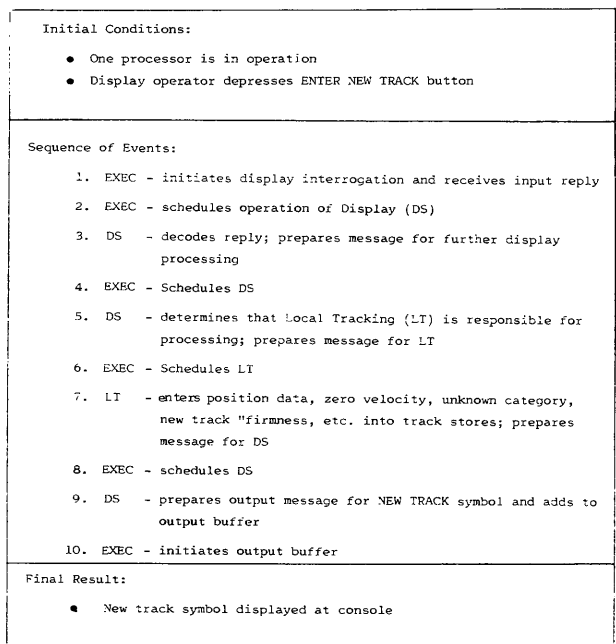 Initial Conditions:
● One processor is in operation
● Display operator depresses ENTER NEW TRACK button
Sequence of Events:
1. EXEC - initiates display interrogation and receives input reply
2. EXEC - schedules operation of Display (DS)
3. DS - decodes reply; prepares message for further display
processing
4. EXEC - Schedules DS
5. DS - determines that Local Tracking (LT) is responsible for
processing; prepares message for LT
6. EXEC - Schedules LT
7. LT - enters position data, zero velocity, unknown category,
new track "firmness, etc. into track stores; prepares
message for DS
8. EXEC - schedules DS
9. DS - prepares output message for NEW TRACK symbol and adds to
output buffer
10. EXEC - initiates output buffer
Final Result:
● New track symbol displayed at console